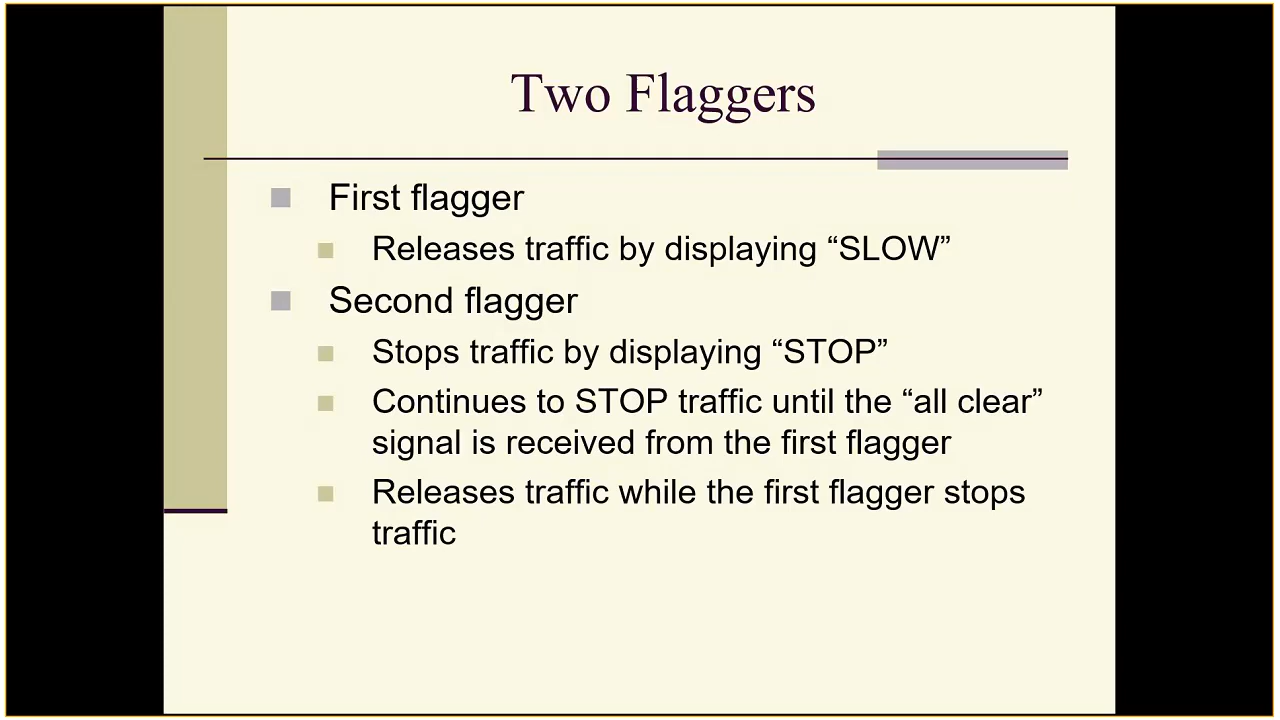 Two Flaggers
First flagger
Releases traffic by displaying “SLOW”
Second flagger
Stops traffic by displaying “STOP”
Continues to STOP traffic until the “all clear”
signal is received from the first flagger
Releases traffic while the first flagger stops
traffic